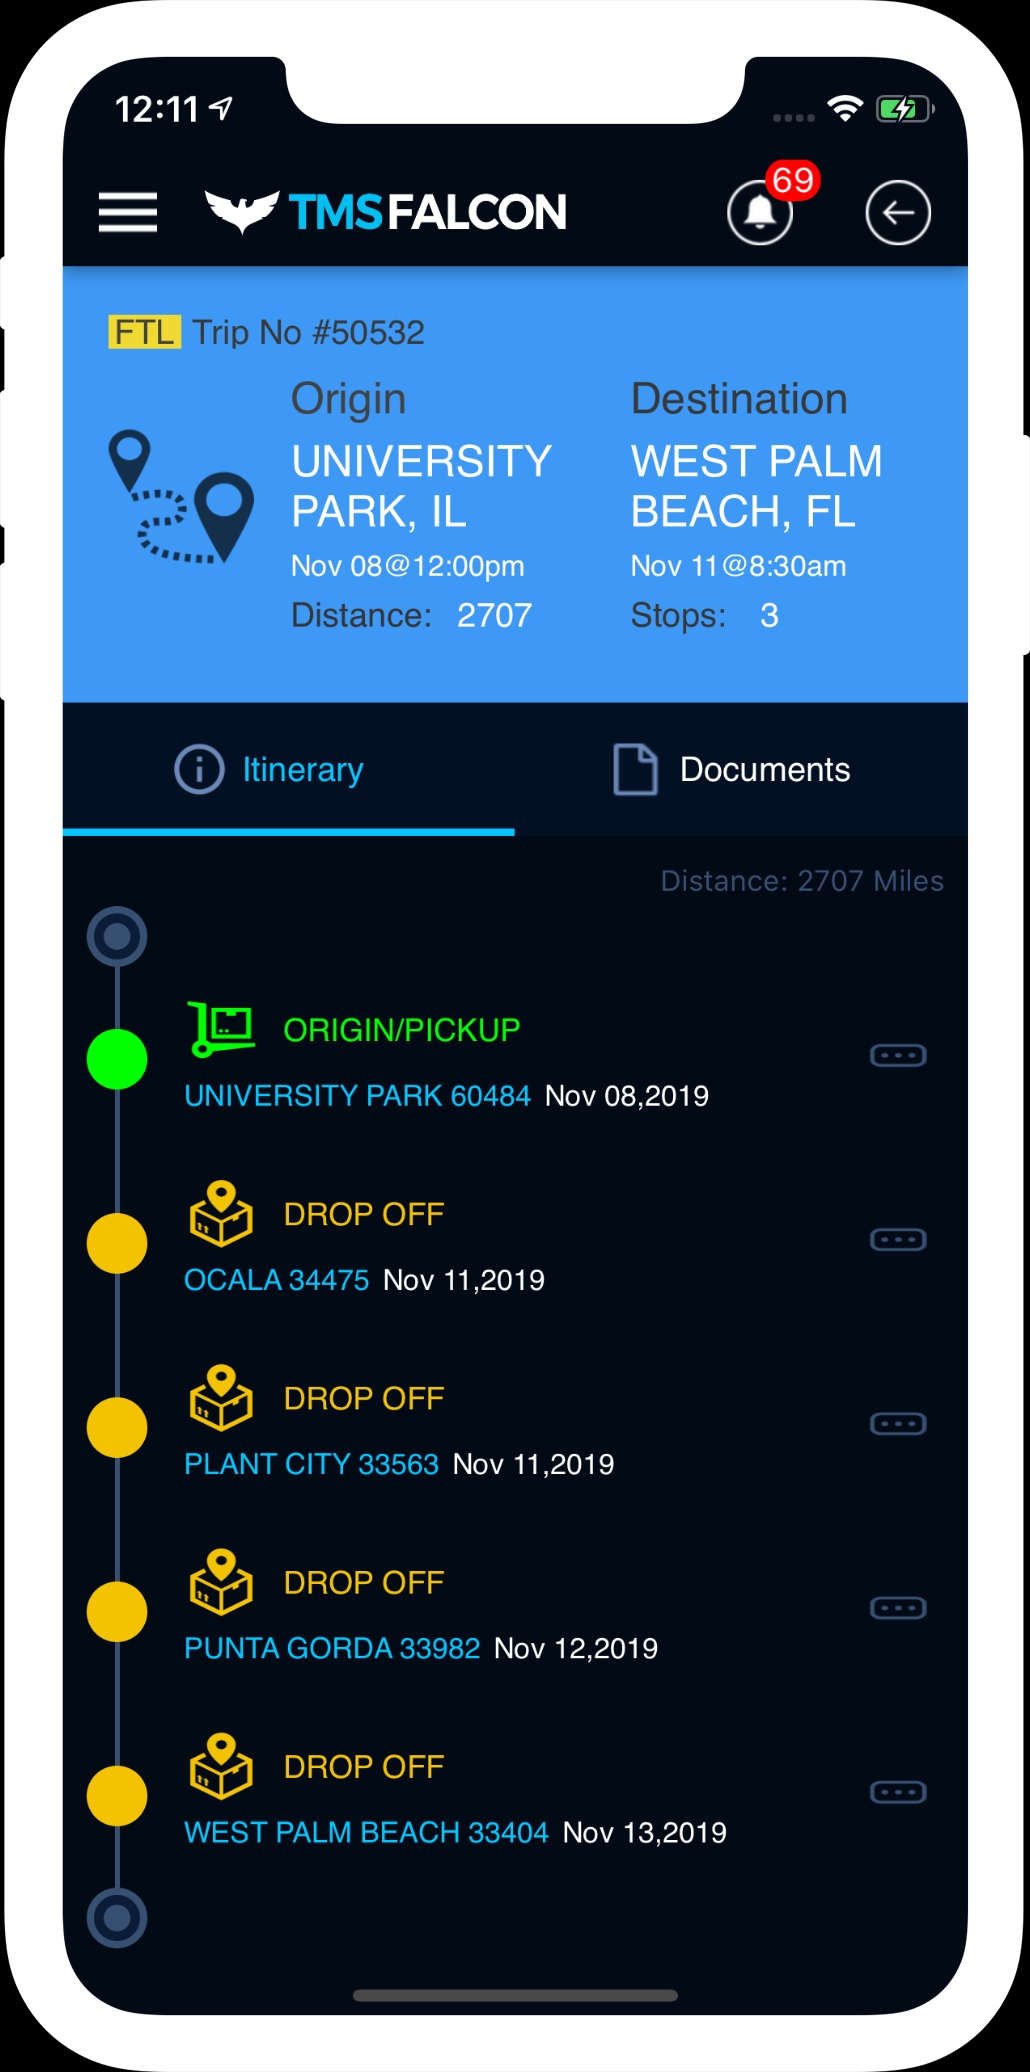 12:11
69
TMSFALCON
FTL Trip No #50532
Origin
Destination
UNIVERSITY
PARK, IL
WEST PALM
BEACH, FL
Nov 08@12:00pm
Nov 11@8:30am
Distance: 2707
Stops: 3
Itinerary
Documents
Distance: 2707 Miles
ORIGIN/PICKUP
UNIVERSITY PARK 60484 Nov 08,2019
DROP OFF
OCALA 34475 Nov 11,2019
DROP OFF
PLANT CITY 33563 Nov 11,2019
DROP OFF
PUNTA GORDA 33982 Nov 12,2019
DROP OFF
WEST PALM BEACH 33404 Nov 13,2019